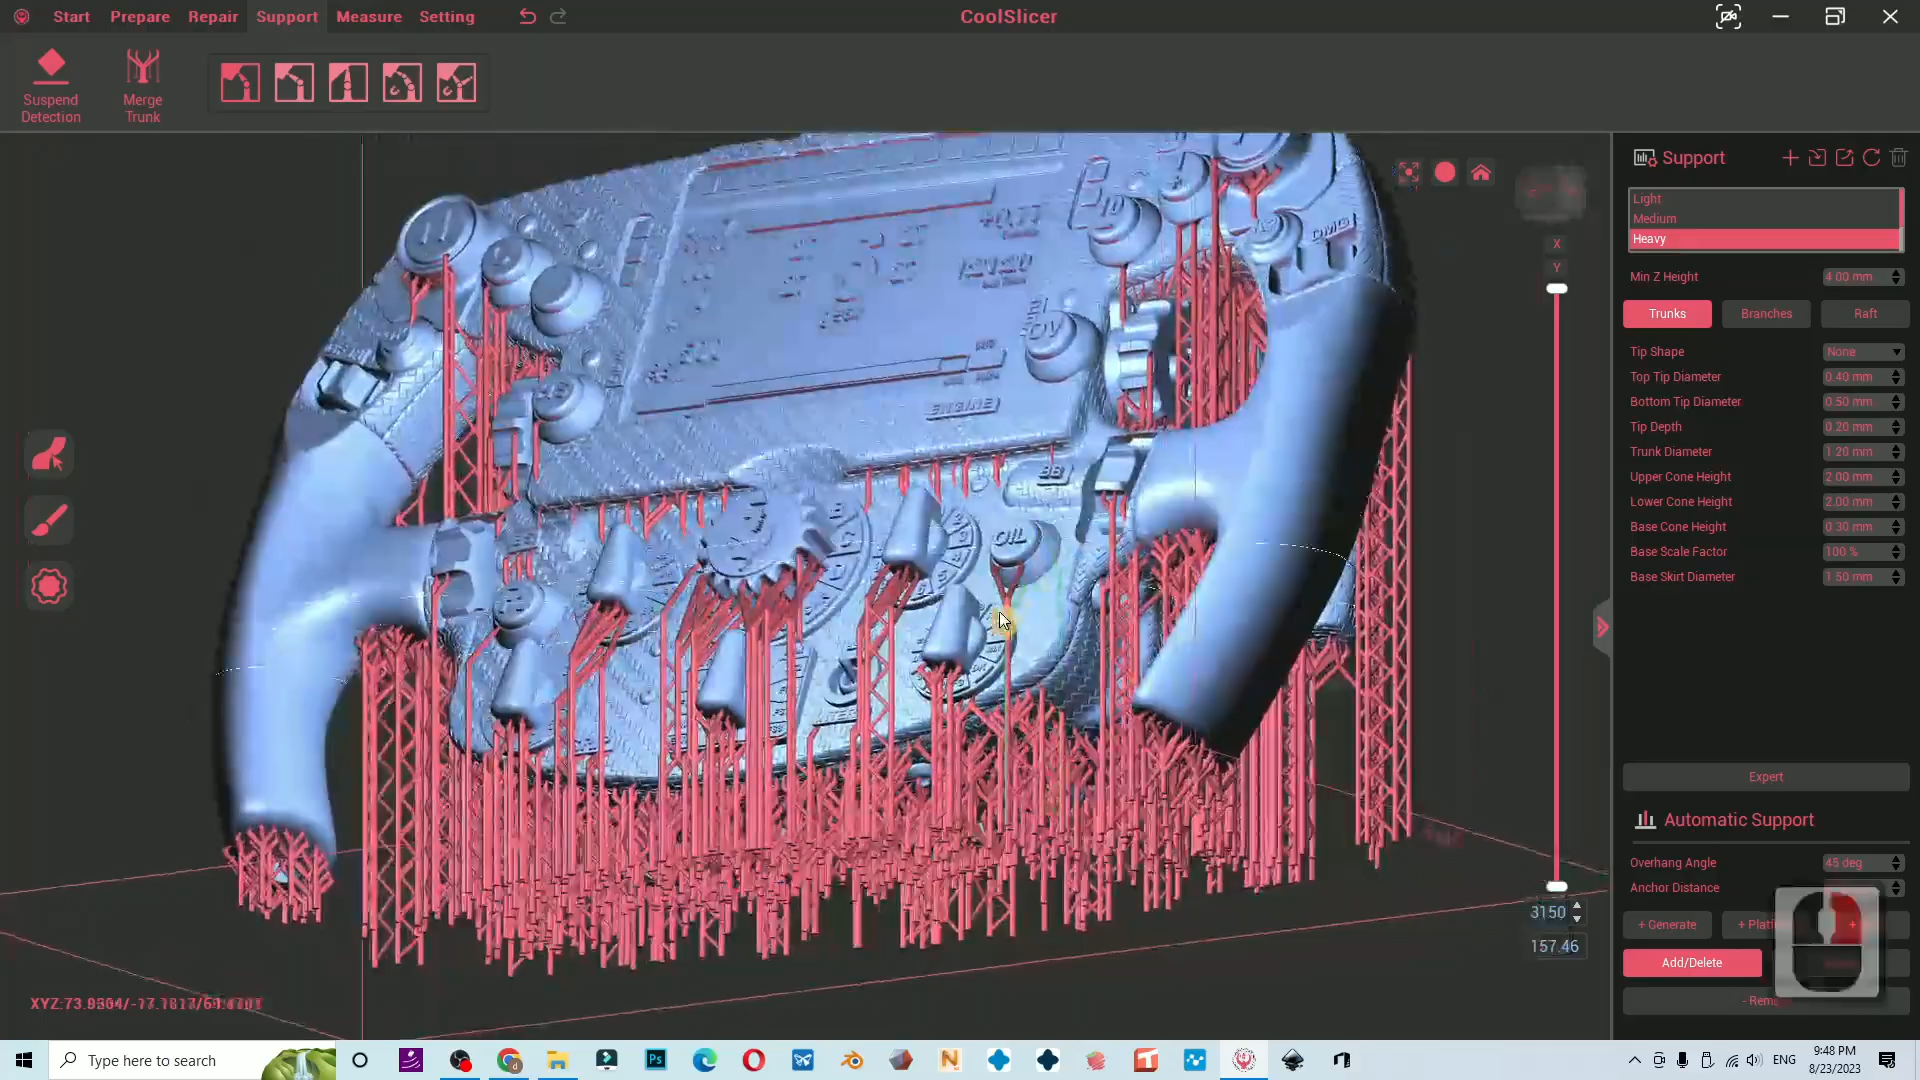 Start Prepare Repair Support Measure Setting
CoolSlicer
Suspend
Detection
Merge
Trunk
Support
Light
Medium
Heavy
Min Z Height
4.00 mm
Trunks Branches Raft
Tip Shape None
Top Tip Diameter 0.40 mm
Bottom Tip Diameter 0.50 mm
Tip Depth 0.20 mm
Trunk Diameter 1.20 mm
Upper Cone Height 2.00 mm
Lower Cone Height 2.00 mm
Base Cone Height 0.30 mm
Base Scale Factor 100 %
Base Skirt Diameter 1.50 mm
X
Y
10
ENGINE
BB
OIL
Expert
Automatic Support
Overhang Angle 45 deg
Anchor Distance
+ Generate
Add/Delete
3150
157.46
Type here to search
Ps
ENG
9:48 PM
8/23/2023